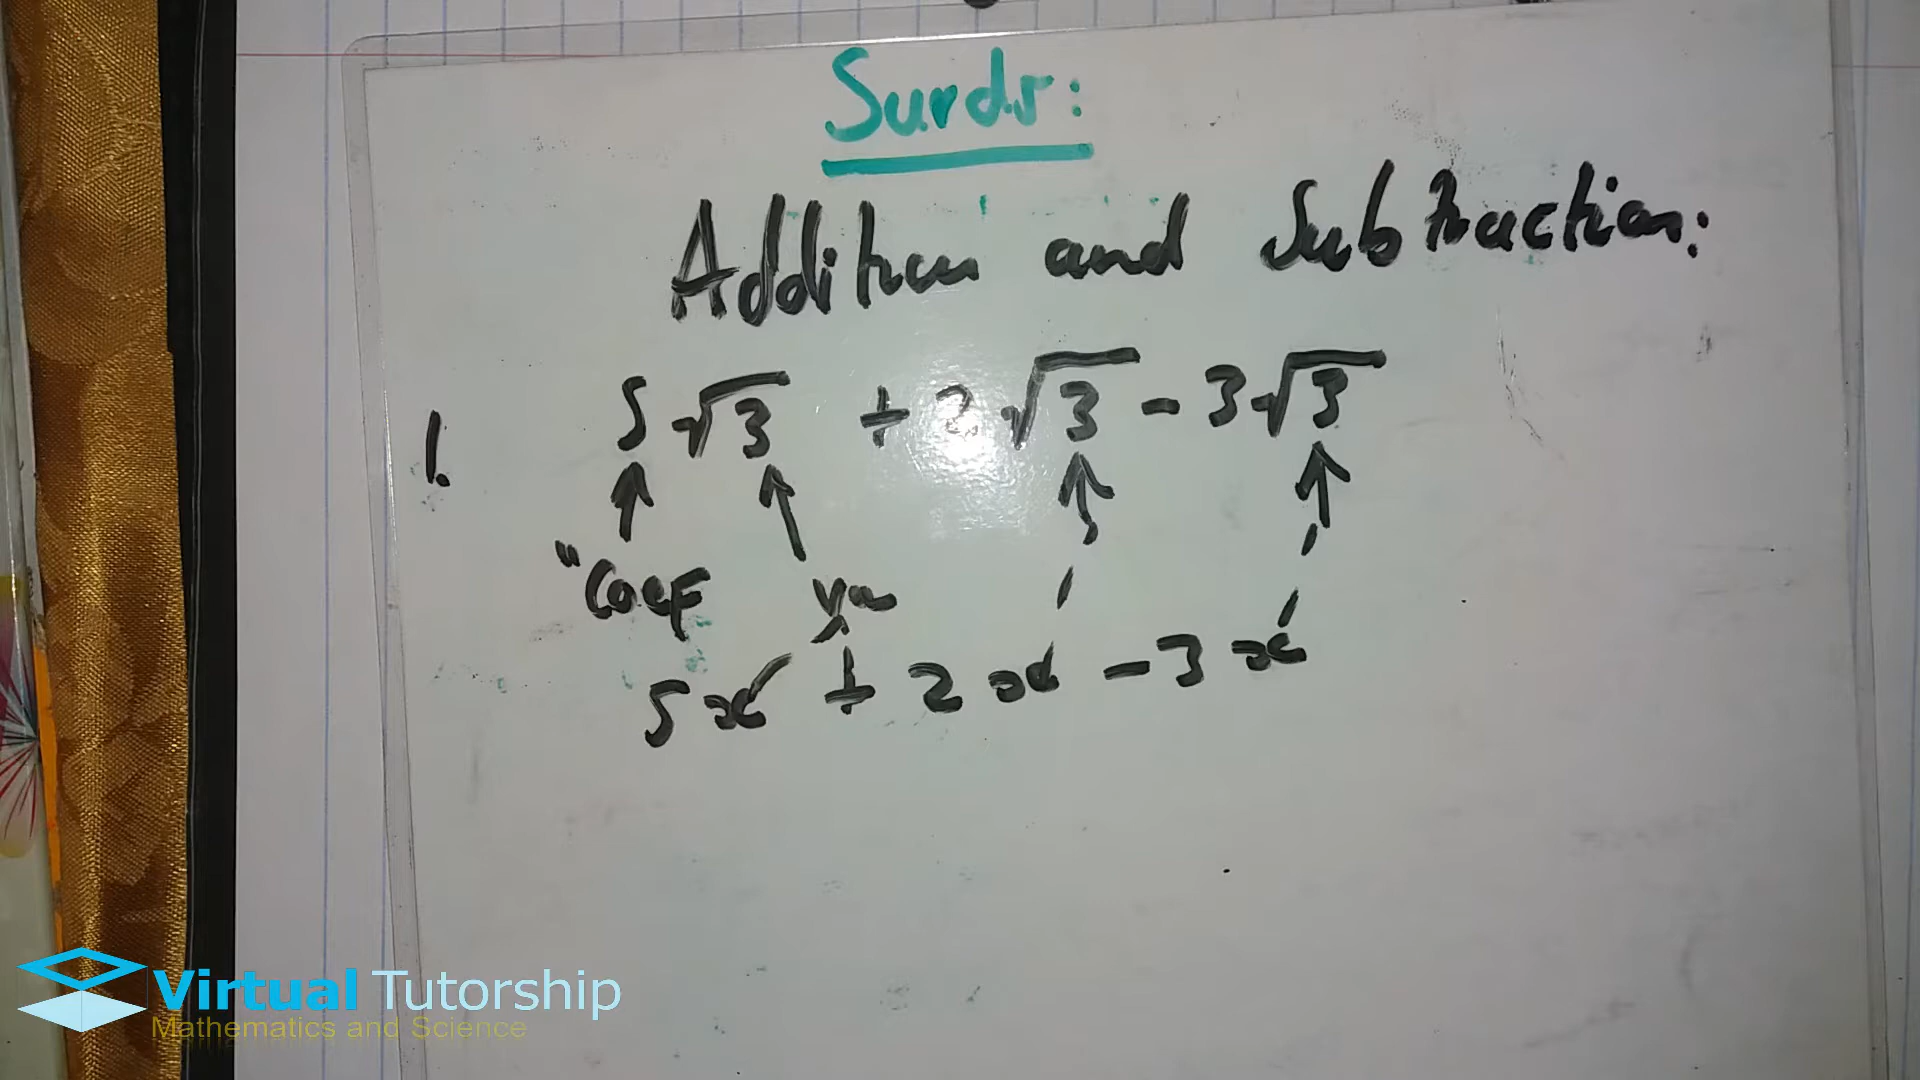 Surds:
Addition and Subtraction:
1. 5√3 + 2√3 - 3√3
"Coef
Va
5x + 2x - 3x
Virtual Tutorship
Mathematics and Science